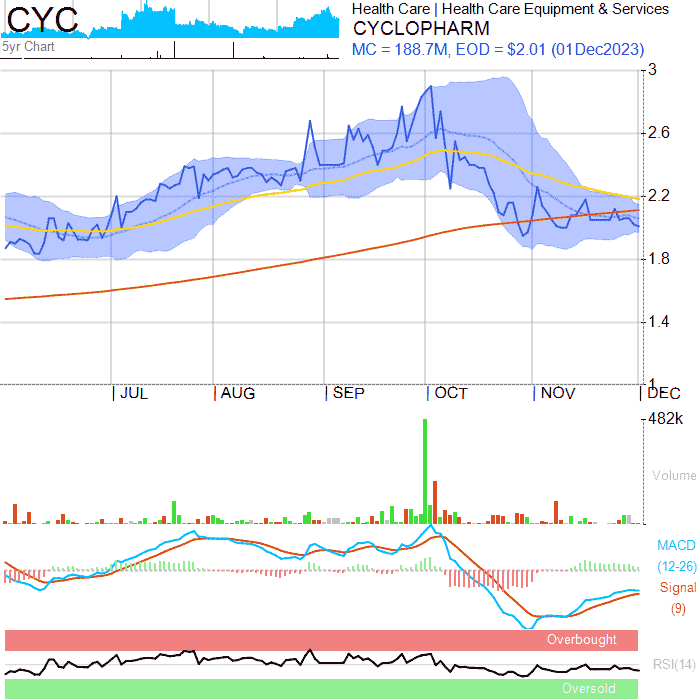 CYC
Health Care | Health Care Equipment & Services
CYCLOPHARM
5yr Chart
MC = 188.7M, EOD = $2.01 (01Dec2023)
3
2.6
2.2
1.8
1.4
1
| JUL | AUG | SEP | OCT | NOV | DEC
482k
Volume
MACD
(12-26)
Signal
(9)
Overbought
RSI(14)
Oversold